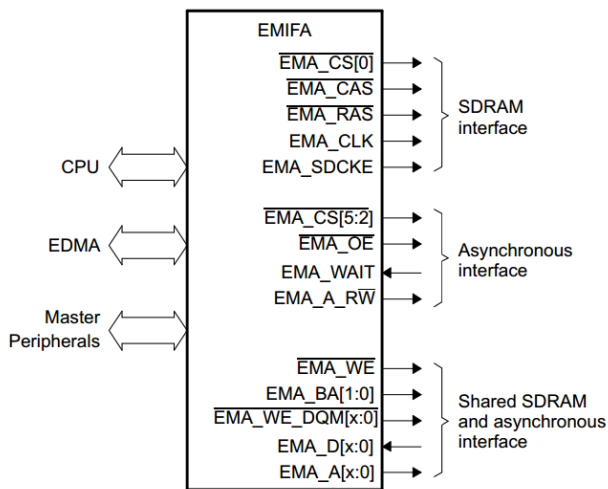 EMIFA
EMA_CS[0]
EMA_CAS
EMA_RAS
EMA_CLK
EMA_SDCKE
SDRAM
interface
CPU
EMA_CS[5:2]
EMA_OE
EMA_WAIT
EMA_A_RW̅
Asynchronous
interface
EDMA
Master
Peripherals
EMA_WE
EMA_BA[1:0]
EMA_WE_DQM[x:0]
EMA_D[x:0]
EMA_A[x:0]
Shared SDRAM
and asynchronous
interface